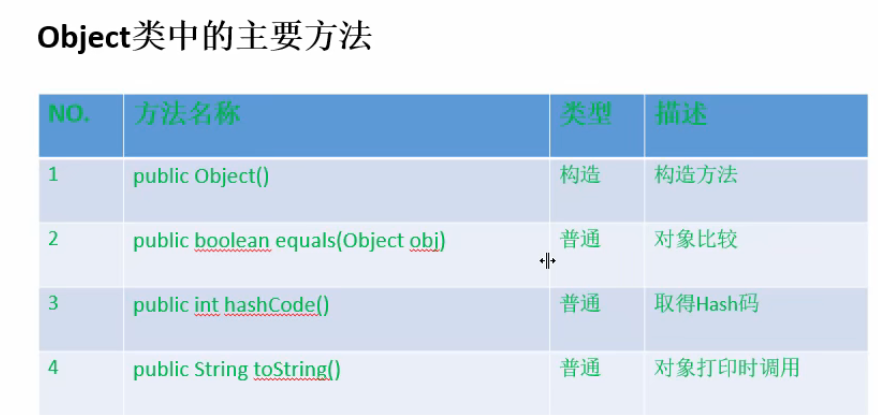 Object类中的主要方法
NO. 方法名称 类型 描述
1 public Object() 构造 构造方法
2 public boolean equals(Object obj) 普通 对象比较
3 public int hashCode() 普通 取得Hash码
4 public String toString() 普通 对象打印时调用